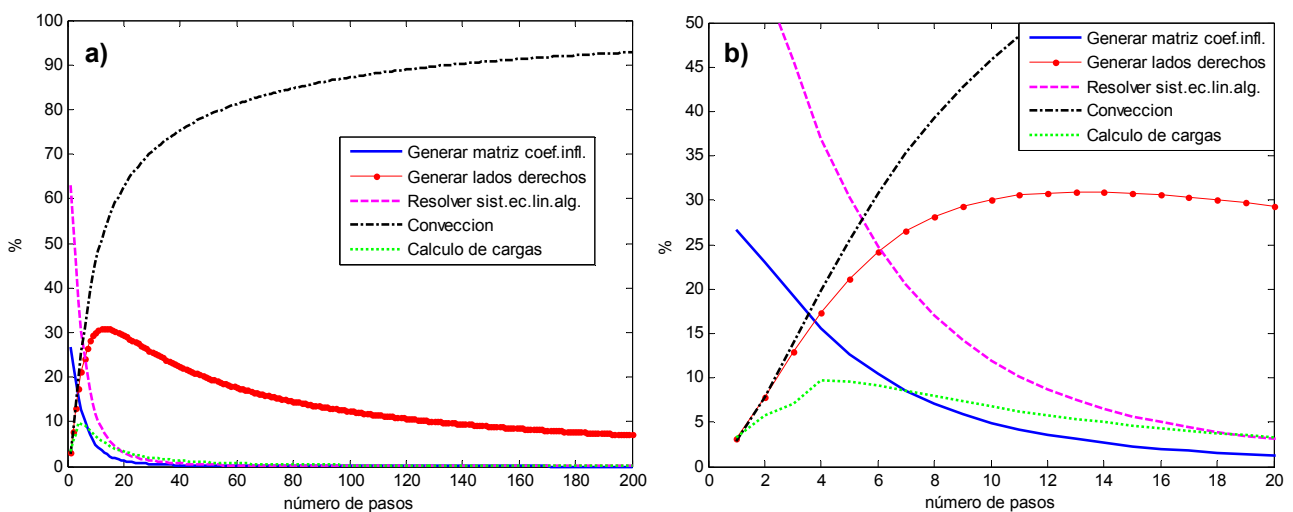 a)
100
90
80
70
60
50
40
30
20
10
0
%
0 20 40 60 80 100 120 140 160 180 200
número de pasos
Generar matriz coef.infl.
Generar lados derechos
Resolver sist.ec.lin.alg.
Conveccion
Calculo de cargas
b)
50
45
40
35
30
25
20
15
10
5
0
%
0 2 4 6 8 10 12 14 16 18 20
número de pasos
Generar matriz coef.infl.
Generar lados derechos
Resolver sist.ec.lin.alg.
Conveccion
Calculo de cargas